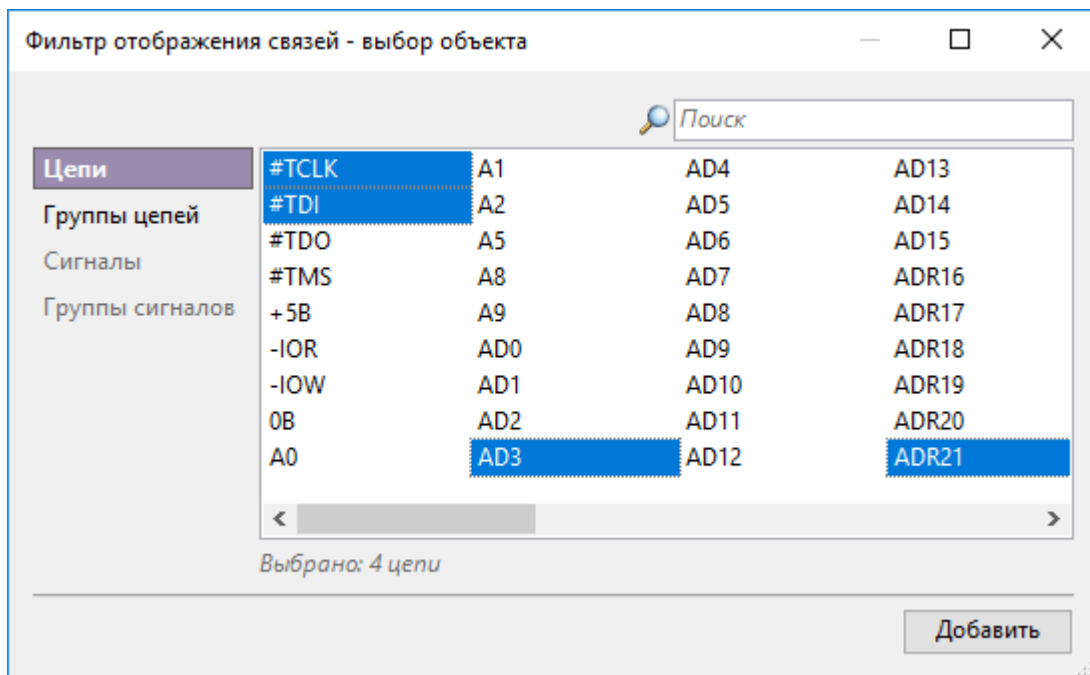 Фильтр отображения связей - выбор объекта
Поиск
Цепи
Группы цепей
Сигналы
Группы сигналов
#TCLK A1 AD4 AD13
#TDI A2 AD5 AD14
#TDO A5 AD6 AD15
#TMS A8 AD7 ADR16
+5В A9 AD8 ADR17
-IOR AD0 AD9 ADR18
-IOW AD1 AD10 ADR19
0В AD2 AD11 ADR20
A0 AD3 AD12 ADR21
Выбрано: 4 цепи
Добавить